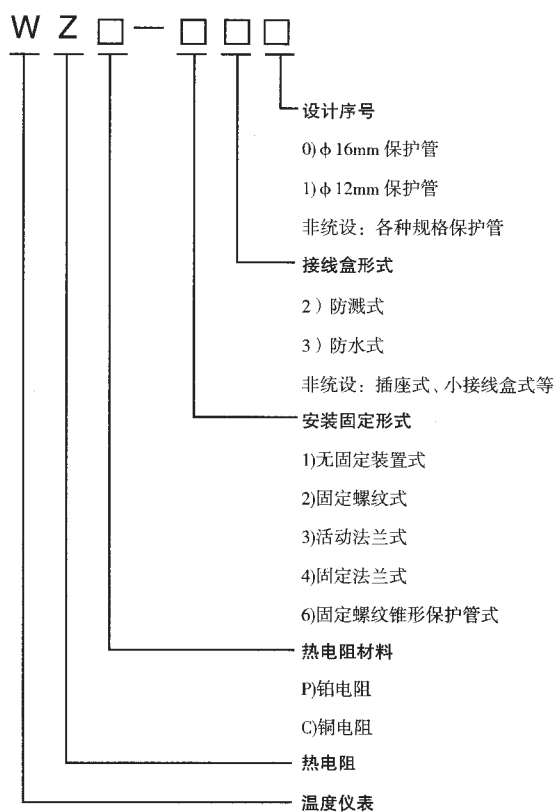 W Z □ — □ □ □
设计序号
0)φ16mm 保护管
1)φ12mm 保护管
非统设：各种规格保护管
接线盒形式
2）防溅式
3）防水式
非统设：插座式、小接线盒式等
安装固定形式
1)无固定装置式
2)固定螺纹式
3)活动法兰式
4)固定法兰式
6)固定螺纹锥形保护管式
热电阻材料
P)铂电阻
C)铜电阻
热电阻
温度仪表